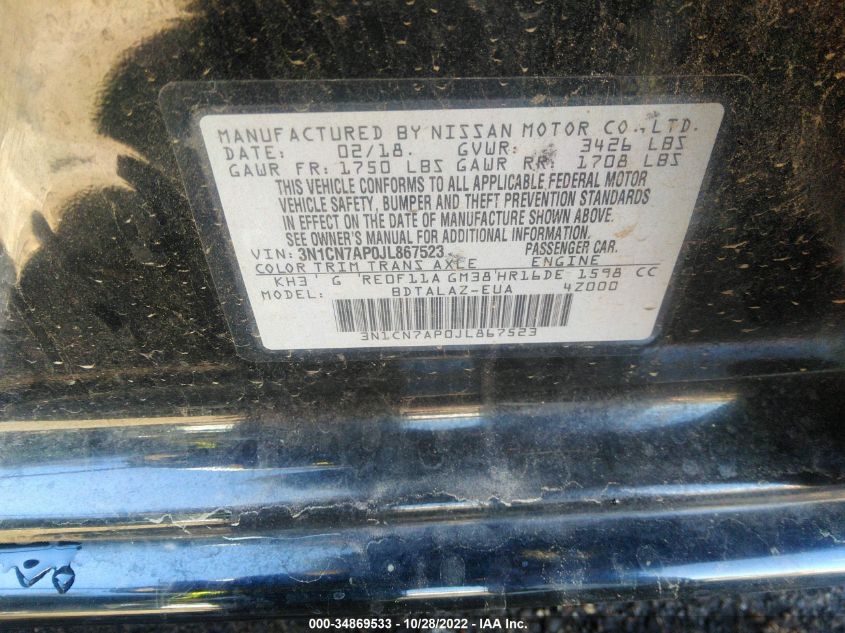 MANUFACTURED BY NISSAN MOTOR CO., LTD.
DATE: 02/18. GVWR: 3426 LBS
GAWR FR: 1750 LBS GAWR RR: 1708 LBS
THIS VEHICLE CONFORMS TO ALL APPLICABLE FEDERAL MOTOR
VEHICLE SAFETY, BUMPER AND THEFT PREVENTION STANDARDS
IN EFFECT ON THE DATE OF MANUFACTURE SHOWN ABOVE.
SEE OWNER'S MANUAL FOR ADDITIONAL INFORMATION.
VIN: 3N1CN7AP0JL867523 PASSENGER CAR.
COLOR TRIM TRANS AXLE ENGINE
KH3 G RE0F11A GM38 HR16DE 1598 CC
MODEL: BDTALAZ-EUA 4Z000
3N1CN7AP0JL867523
000-34869533 - 10/28/2022 - IAA Inc.